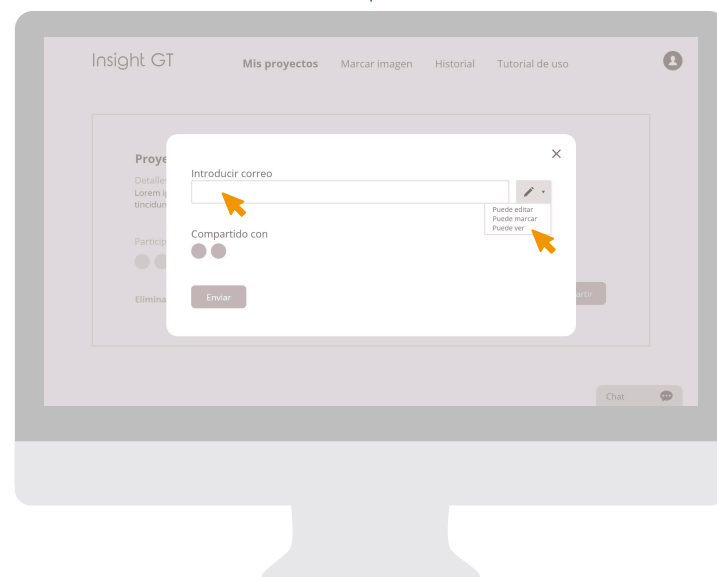 Insight GT
Mis proyectos Marcar imagen Historial Tutorial de uso
Introducir correo
Puede editar
Puede marcar
Puede ver
Compartido con
Enviar
Chat